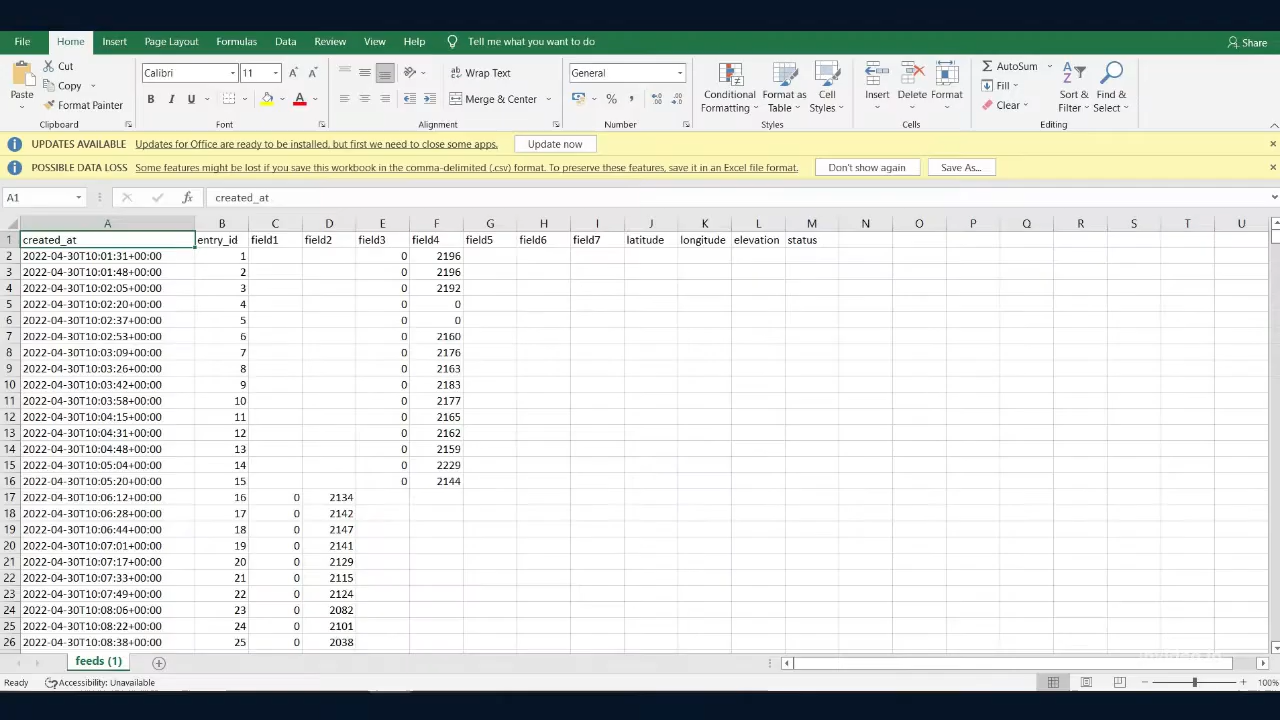 File Home Insert Page Layout Formulas Data Review View Help Tell me what you want to do Share
Paste Cut Copy Format Painter Clipboard
Calibri 11 B I U A Font
Wrap Text Merge & Center Alignment
General % , Number
Conditional Formatting Format as Table Cell Styles Styles
Insert Delete Format Cells
AutoSum Fill Clear Sort & Filter Find & Select Editing
UPDATES AVAILABLE Updates for Office are ready to be installed, but first we need to close some apps. Update now
POSSIBLE DATA LOSS Some features might be lost if you save this workbook in the comma-delimited (.csv) format. To preserve these features, save it in an Excel file format. Don't show again Save As...
A1 fx created_at
A B C D E F G H I J K L M N O P Q R S T U
1 created_at entry_id field1 field2 field3 field4 field5 field6 field7 latitude longitude elevation status
2 2022-04-30T10:01:31+00:00 1 0 2196
3 2022-04-30T10:01:48+00:00 2 0 2196
4 2022-04-30T10:02:05+00:00 3 0 2192
5 2022-04-30T10:02:20+00:00 4 0 0
6 2022-04-30T10:02:37+00:00 5 0 0
7 2022-04-30T10:02:53+00:00 6 0 2160
8 2022-04-30T10:03:09+00:00 7 0 2176
9 2022-04-30T10:03:26+00:00 8 0 2163
10 2022-04-30T10:03:42+00:00 9 0 2183
11 2022-04-30T10:03:58+00:00 10 0 2177
12 2022-04-30T10:04:15+00:00 11 0 2165
13 2022-04-30T10:04:31+00:00 12 0 2162
14 2022-04-30T10:04:48+00:00 13 0 2159
15 2022-04-30T10:05:04+00:00 14 0 2229
16 2022-04-30T10:05:20+00:00 15 0 2144
17 2022-04-30T10:06:12+00:00 16 0 2134
18 2022-04-30T10:06:28+00:00 17 0 2142
19 2022-04-30T10:06:44+00:00 18 0 2147
20 2022-04-30T10:07:01+00:00 19 0 2141
21 2022-04-30T10:07:17+00:00 20 0 2129
22 2022-04-30T10:07:33+00:00 21 0 2115
23 2022-04-30T10:07:49+00:00 22 0 2124
24 2022-04-30T10:08:06+00:00 23 0 2082
25 2022-04-30T10:08:22+00:00 24 0 2101
26 2022-04-30T10:08:38+00:00 25 0 2038
feeds (1)
Ready Accessibility: Unavailable 100%